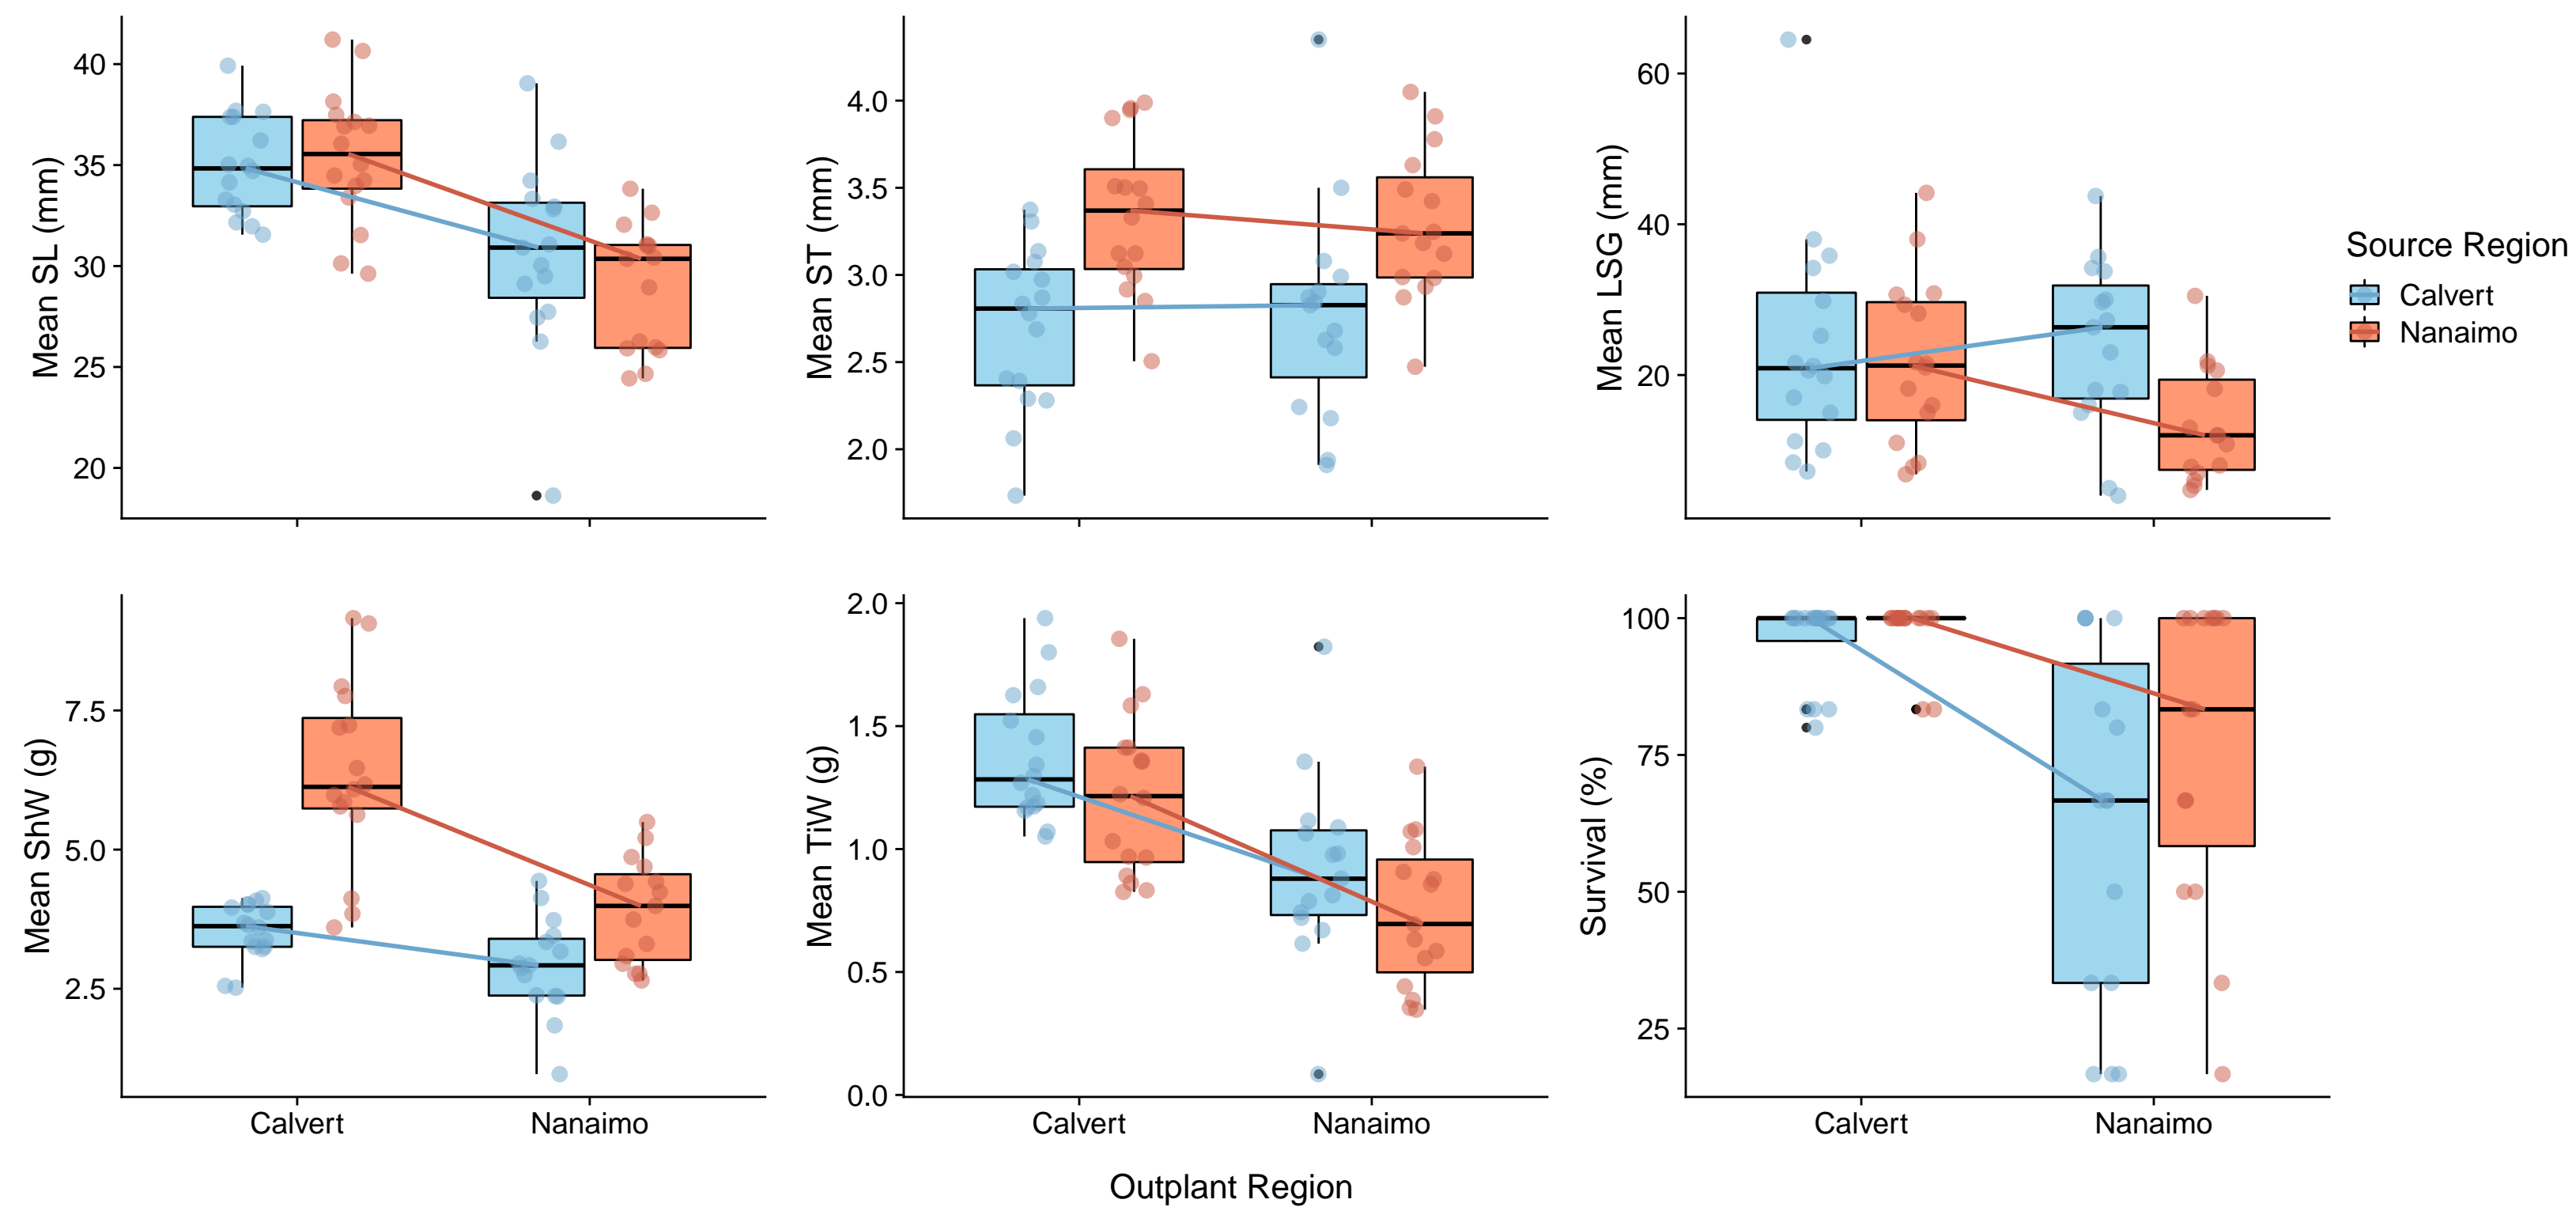 Mean SL (mm)
40
35
30
25
20
Mean ST (mm)
4.0
3.5
3.0
2.5
2.0
Mean LSG (mm)
60
40
20
Source Region
Calvert
Nanaimo
Mean ShW (g)
7.5
5.0
2.5
Calvert
Nanaimo
Mean TiW (g)
2.0
1.5
1.0
0.5
0.0
Calvert
Nanaimo
Survival (%)
100
75
50
25
Calvert
Nanaimo
Outplant Region